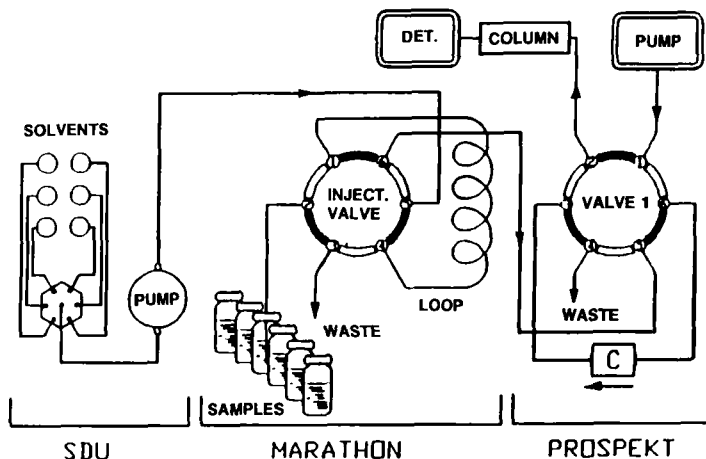 DET.
COLUMN
PUMP
SOLVENTS
INJECT.
VALVE
VALVE 1
PUMP
LOOP
WASTE
WASTE
C
SAMPLES
SDU
MARATHON
PROSPEKT